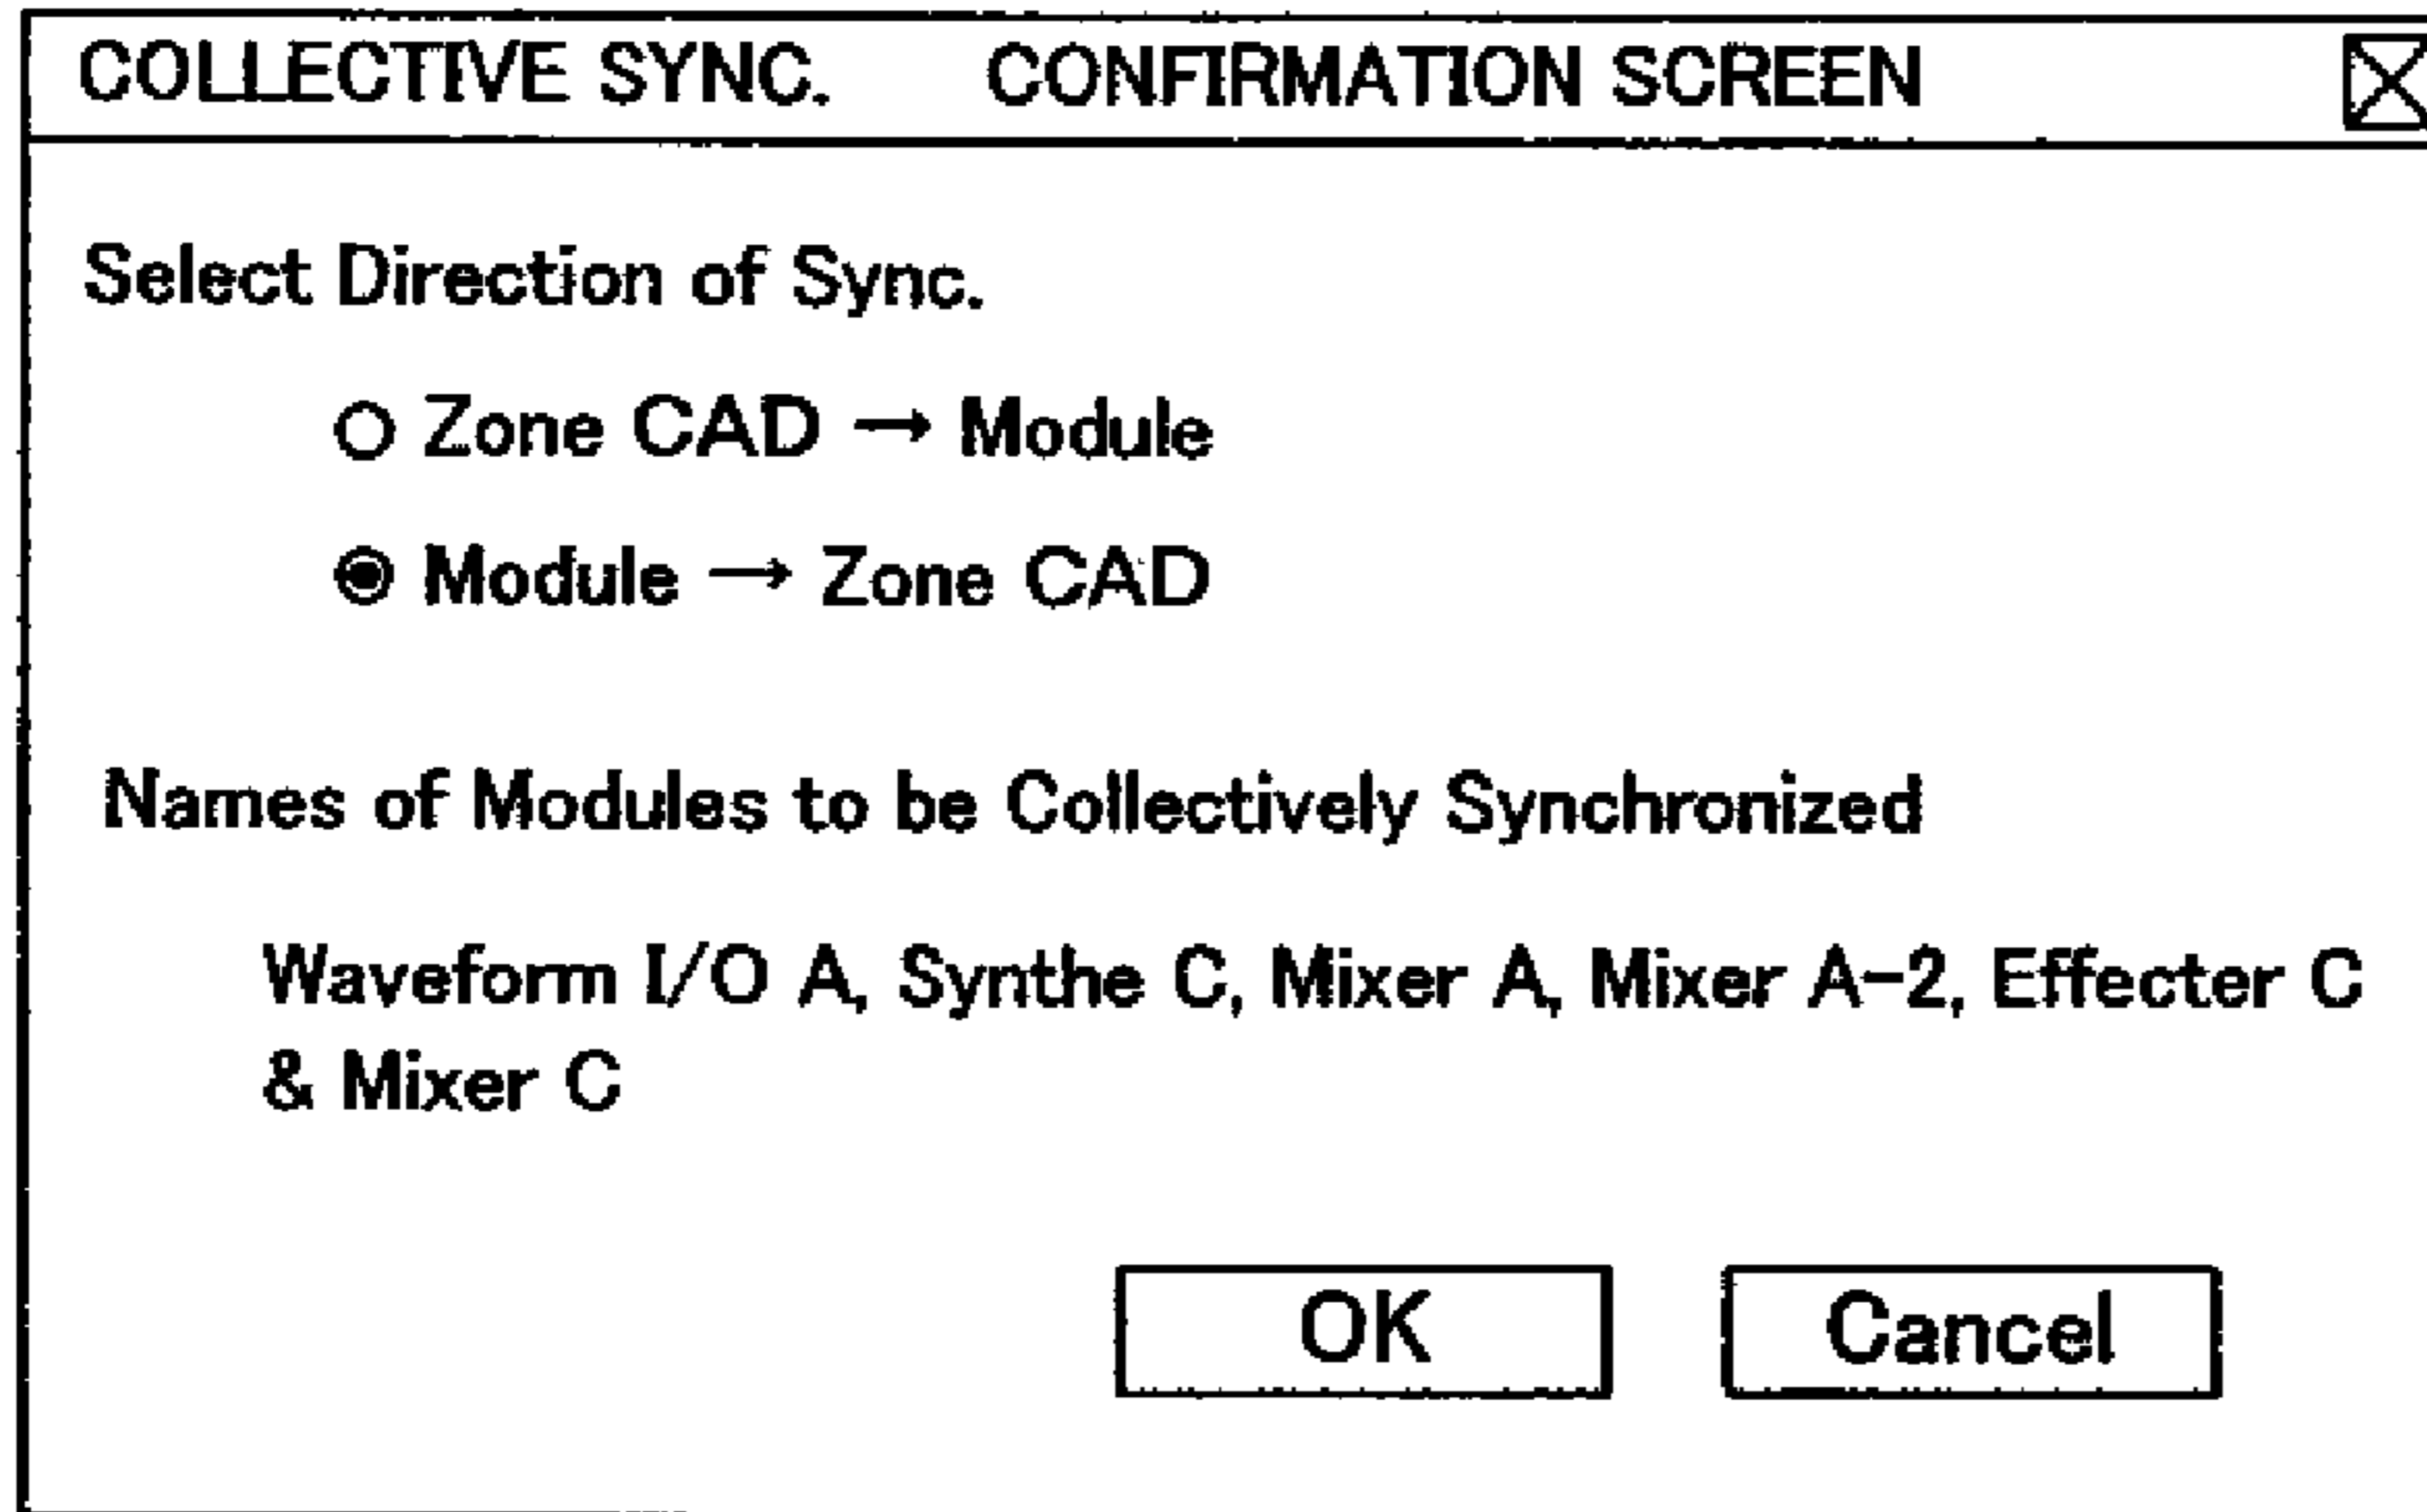 COLLECTIVE SYNC. CONFIRMATION SCREEN
Select Direction of Sync.
Zone CAD → Module
Module → Zone CAD
Names of Modules to be Collectively Synchronized
Waveform I/O A, Synthe C, Mixer A, Mixer A-2, Effecter C
& Mixer C
OK Cancel